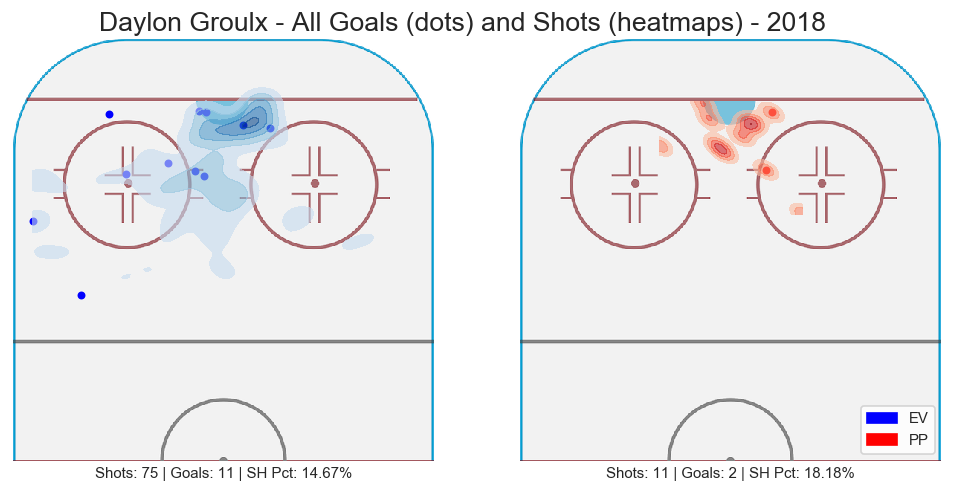 Daylon Groulx - All Goals (dots) and Shots (heatmaps) - 2018
EV
PP
Shots: 75 | Goals: 11 | SH Pct: 14.67%
Shots: 11 | Goals: 2 | SH Pct: 18.18%